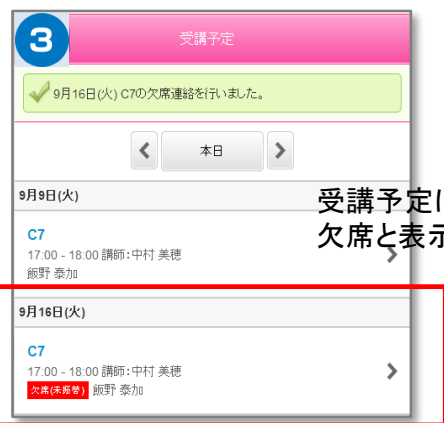 3
受講予定
9月16日(火) C7の欠席連絡を行いました。
本日
9月9日(火)
C7
17:00 - 18:00 講師:中村 美穂
飯野 泰加
受講予定
欠席と表示
9月16日(火)
C7
17:00 - 18:00 講師:中村 美穂
欠席(未振替) 飯野 泰加